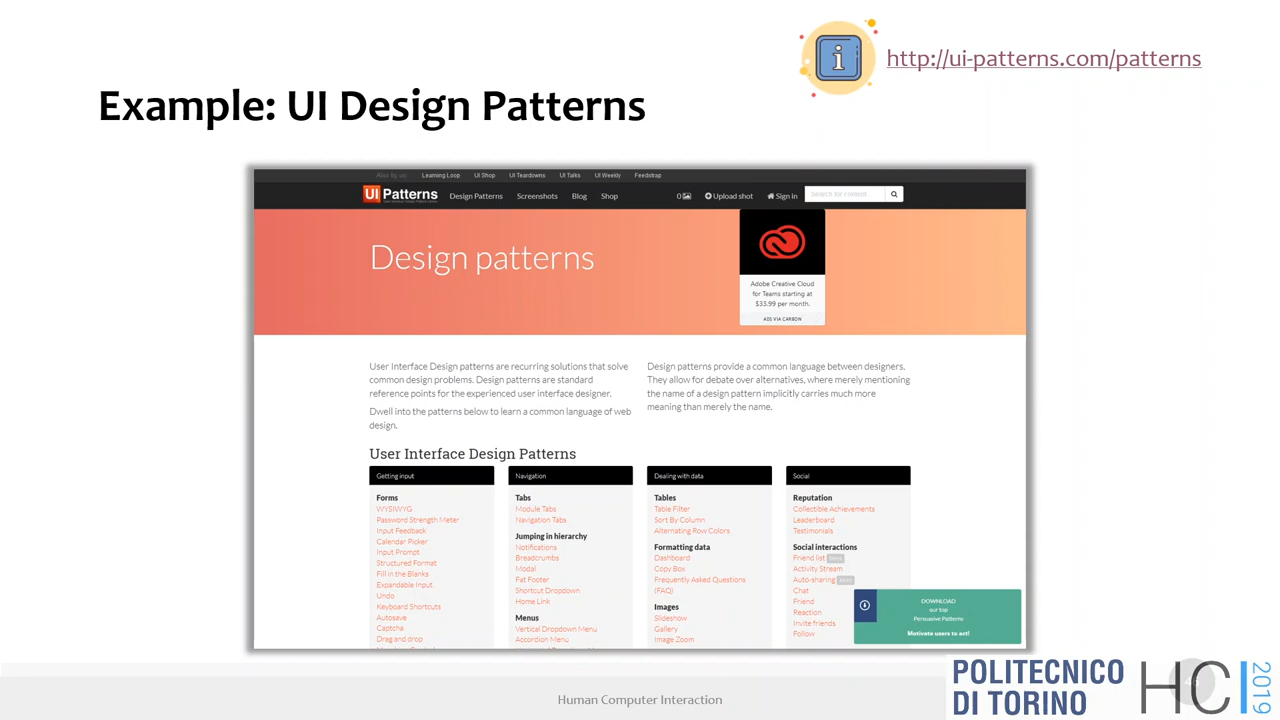 http://ui-patterns.com/patterns
Example: UI Design Patterns
Also by us: Learning Loop UI Shop UI Teardowns UI Talks UI Weekly Feedstrap
UI Patterns Design Patterns Screenshots Blog Shop 0 Upload shot Sign in Search for content
Design patterns
Adobe Creative Cloud
for Teams starting at
$33.99 per month.
ADS VIA CARBON
User Interface Design patterns are recurring solutions that solve
common design problems. Design patterns are standard
reference points for the experienced user interface designer.
Dwell into the patterns below to learn a common language of web
design.
Design patterns provide a common language between designers.
They allow for debate over alternatives, where merely mentioning
the name of a design pattern implicitly carries much more
meaning than merely the name.
User Interface Design Patterns
Getting input
Forms
WYSIWYG
Password Strength Meter
Input Feedback
Calendar Picker
Input Prompt
Structured Format
Fill in the Blanks
Expandable Input
Undo
Keyboard Shortcuts
Autosave
Captcha
Drag and drop
Navigation
Tabs
Module Tabs
Navigation Tabs
Jumping in hierarchy
Notifications
Breadcrumbs
Modal
Fat Footer
Shortcut Dropdown
Home Link
Menus
Vertical Dropdown Menu
Accordion Menu
Dealing with data
Tables
Table Filter
Sort By Column
Alternating Row Colors
Formatting data
Dashboard
Copy Box
Frequently Asked Questions
(FAQ)
Images
Slideshow
Gallery
Image Zoom
Social
Reputation
Collectible Achievements
Leaderboard
Testimonials
Social interactions
Friend list
Activity Stream
Auto-sharing
Chat
Friend
Reaction
Invite friends
Follow
DOWNLOAD
our top
Persuasive Patterns
Motivate users to act!
Human Computer Interaction
POLITECNICO
DI TORINO
HCI
2019